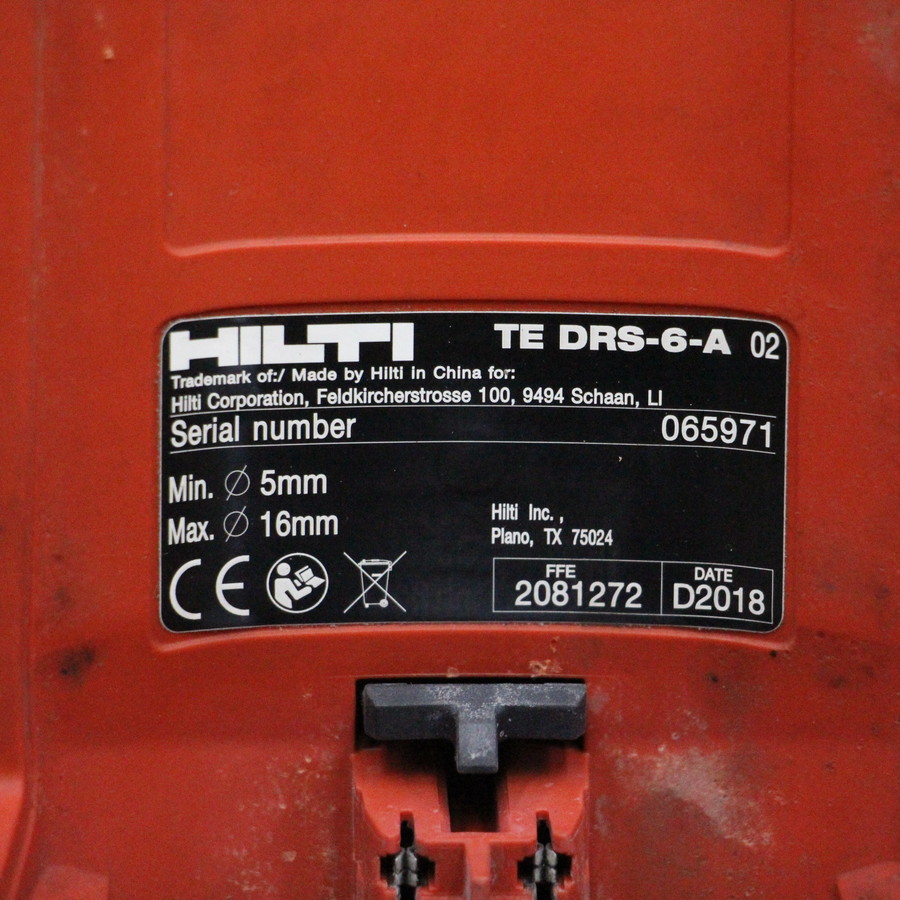 HILTI TE DRS-6-A 02
Trademark of:/ Made by Hilti in China for:
Hilti Corporation, Feldkircherstrosse 100, 9494 Schaan, LI
Serial number 065971
Min. ∅ 5mm
Max. ∅ 16mm
Hilti Inc.,
Plano, TX 75024
CE
FFE DATE
2081272 D2018